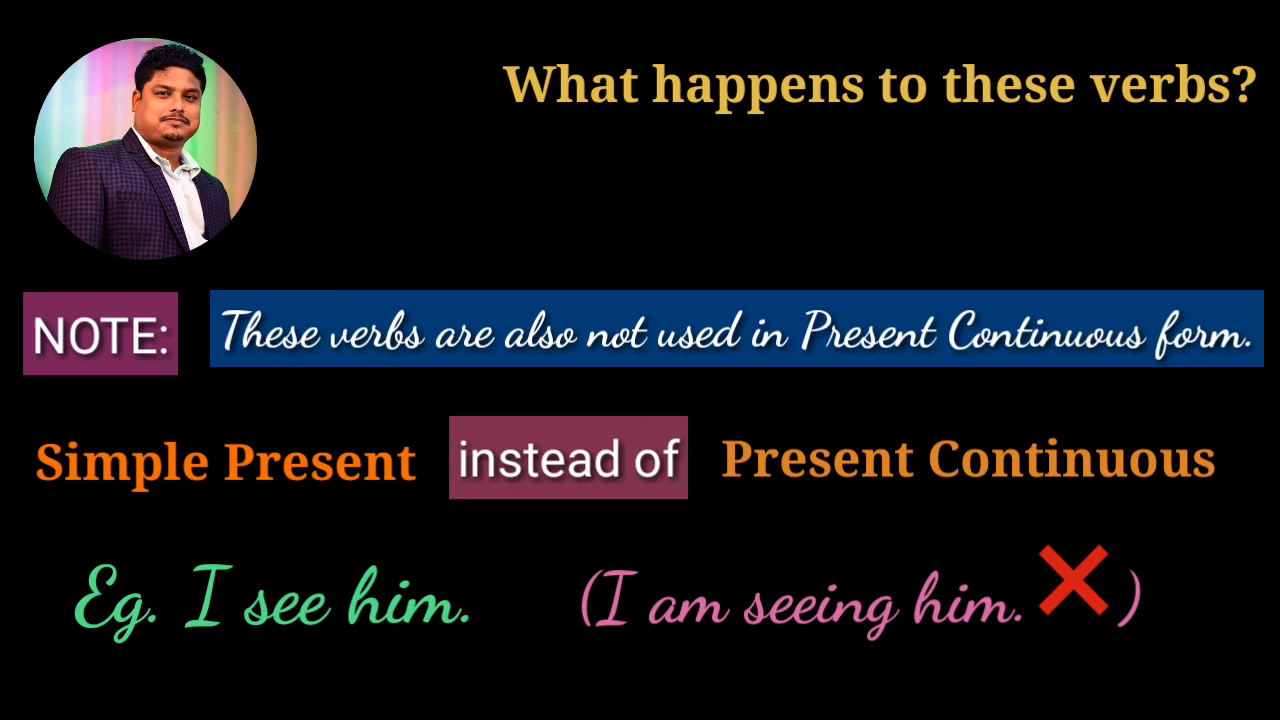 What happens to these verbs?
NOTE: These verbs are also not used in Present Continuous form.
Simple Present instead of Present Continuous
Eg. I see him. (I am seeing him.❌)